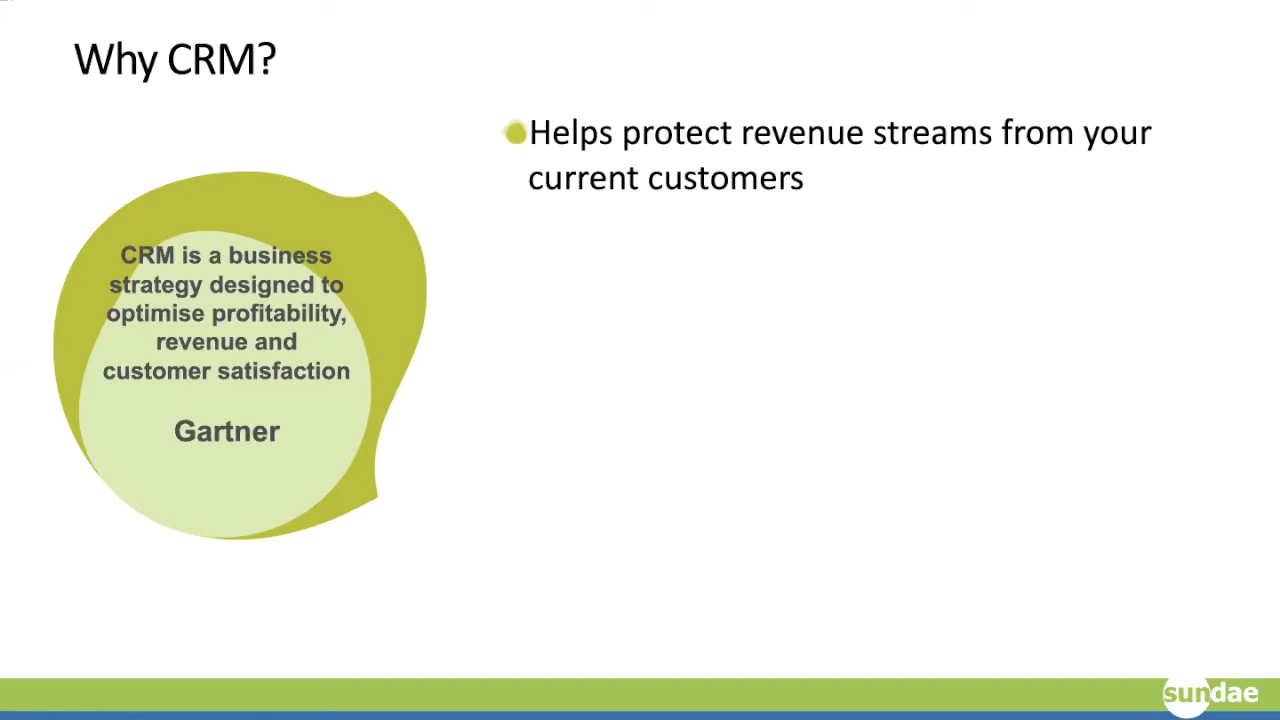 Why CRM?
Helps protect revenue streams from your
current customers
CRM is a business
strategy designed to
optimise profitability,
revenue and
customer satisfaction
Gartner
sundae